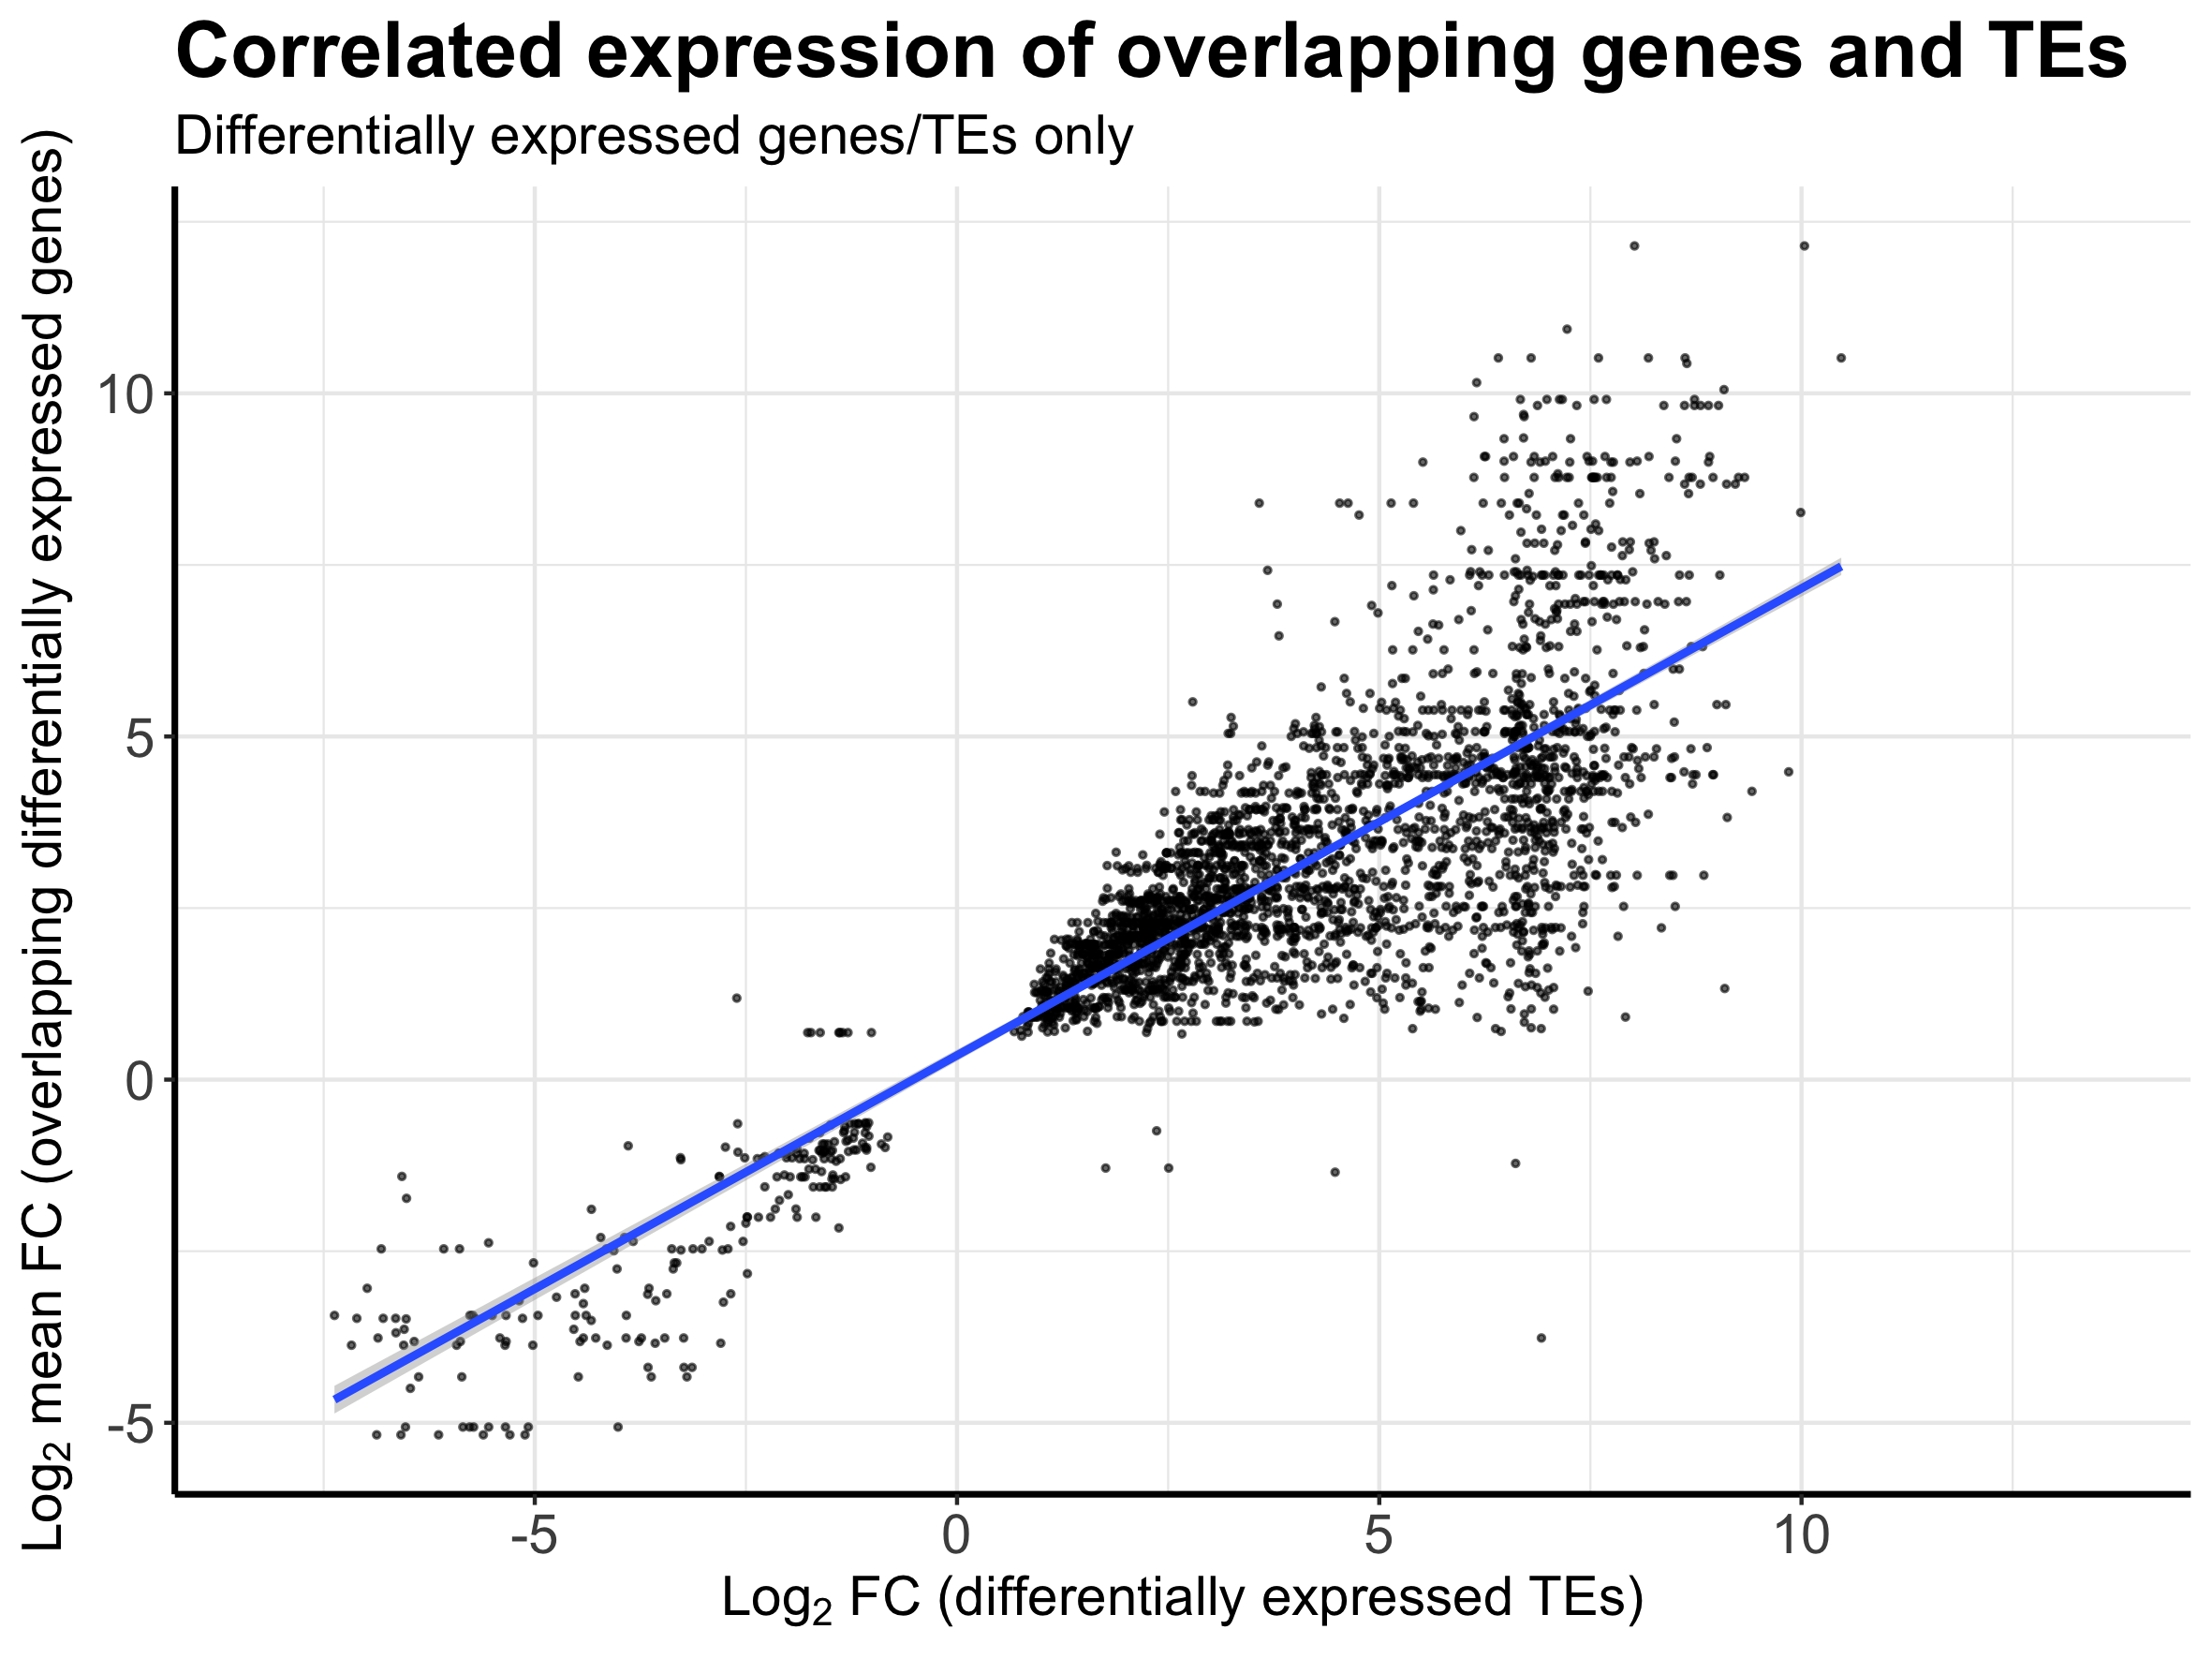 Correlated expression of overlapping genes and TEs
Differentially expressed genes/TEs only
Log₂ mean FC (overlapping differentially expressed genes)
10
5
0
-5
-5
0
5
10
Log₂ FC (differentially expressed TEs)